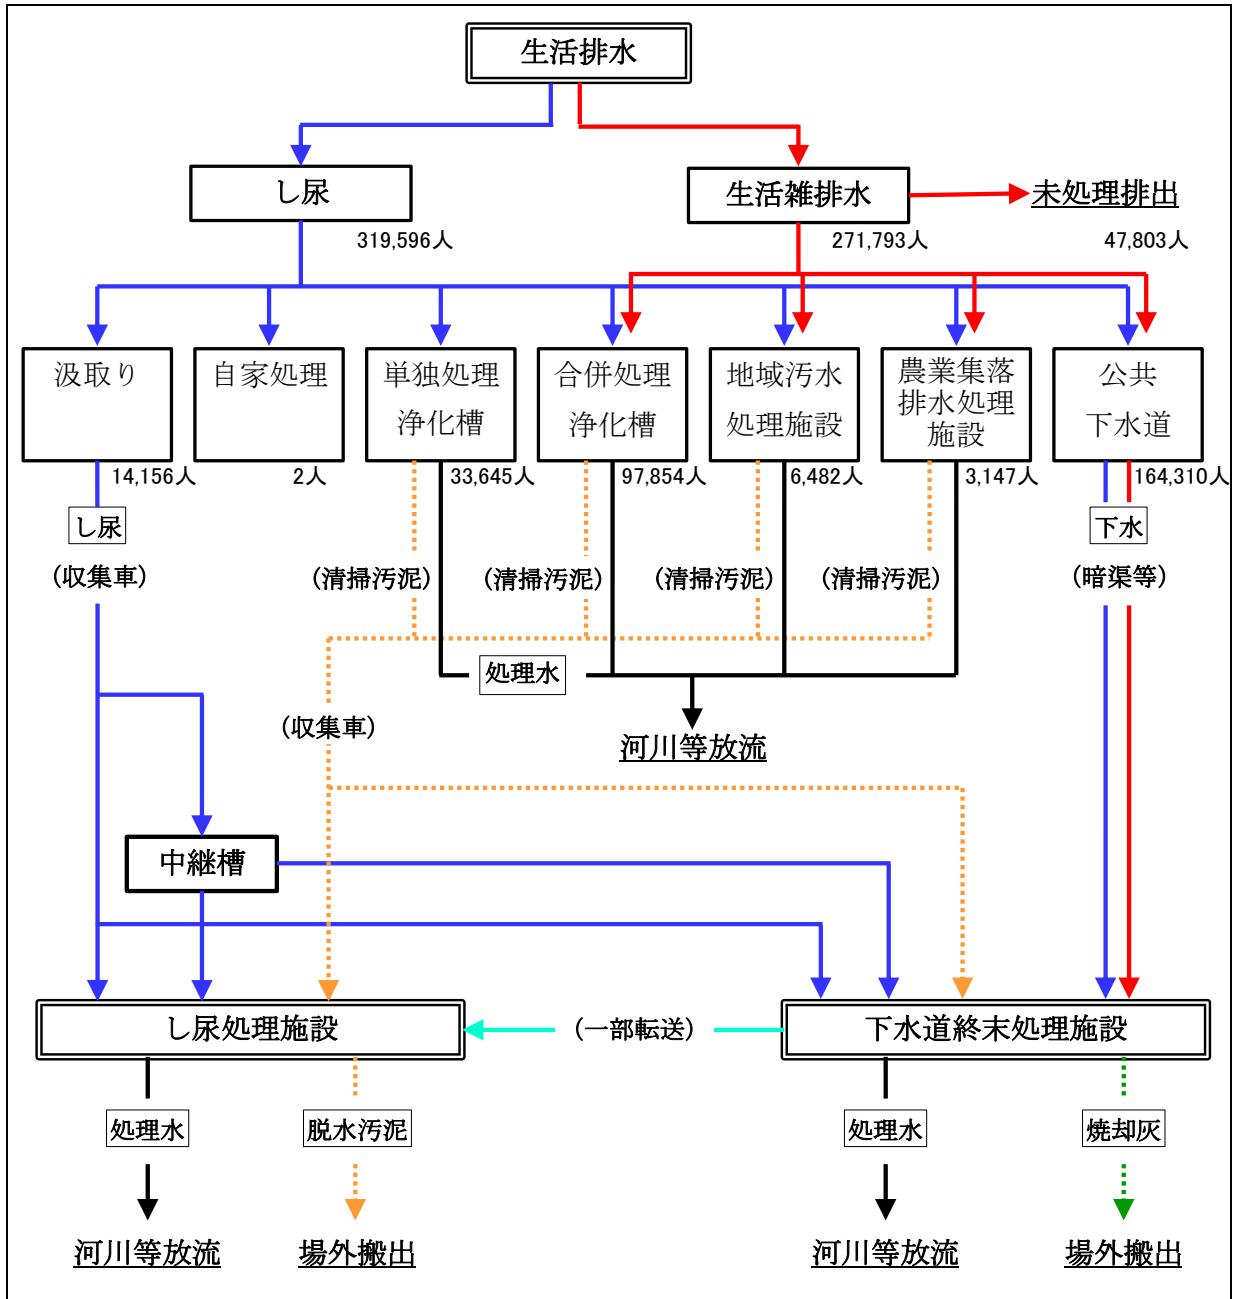 生活排水
し尿
生活雑排水
未処理排出
319,596人
271,793人
47,803人
汲取り
自家処理
単独処理
浄化槽
合併処理
浄化槽
地域汚水
処理施設
農業集落
排水処理
施設
公共
下水道
14,156人
2人
33,645人
97,854人
6,482人
3,147人
164,310人
し尿
下水
(収集車)
(清掃汚泥)
(清掃汚泥)
(清掃汚泥)
(清掃汚泥)
(暗渠等)
処理水
(収集車)
河川等放流
中継槽
し尿処理施設
(一部転送)
下水道終末処理施設
処理水
脱水汚泥
処理水
焼却灰
河川等放流
場外搬出
河川等放流
場外搬出